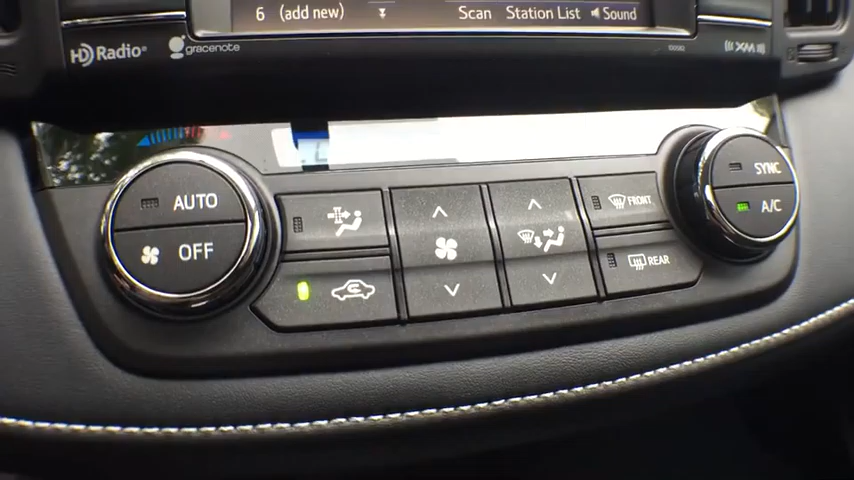 6 (add new) Scan Station List Sound
HD Radio gracenote XM
AUTO
OFF
FRONT
REAR
SYNC
A/C